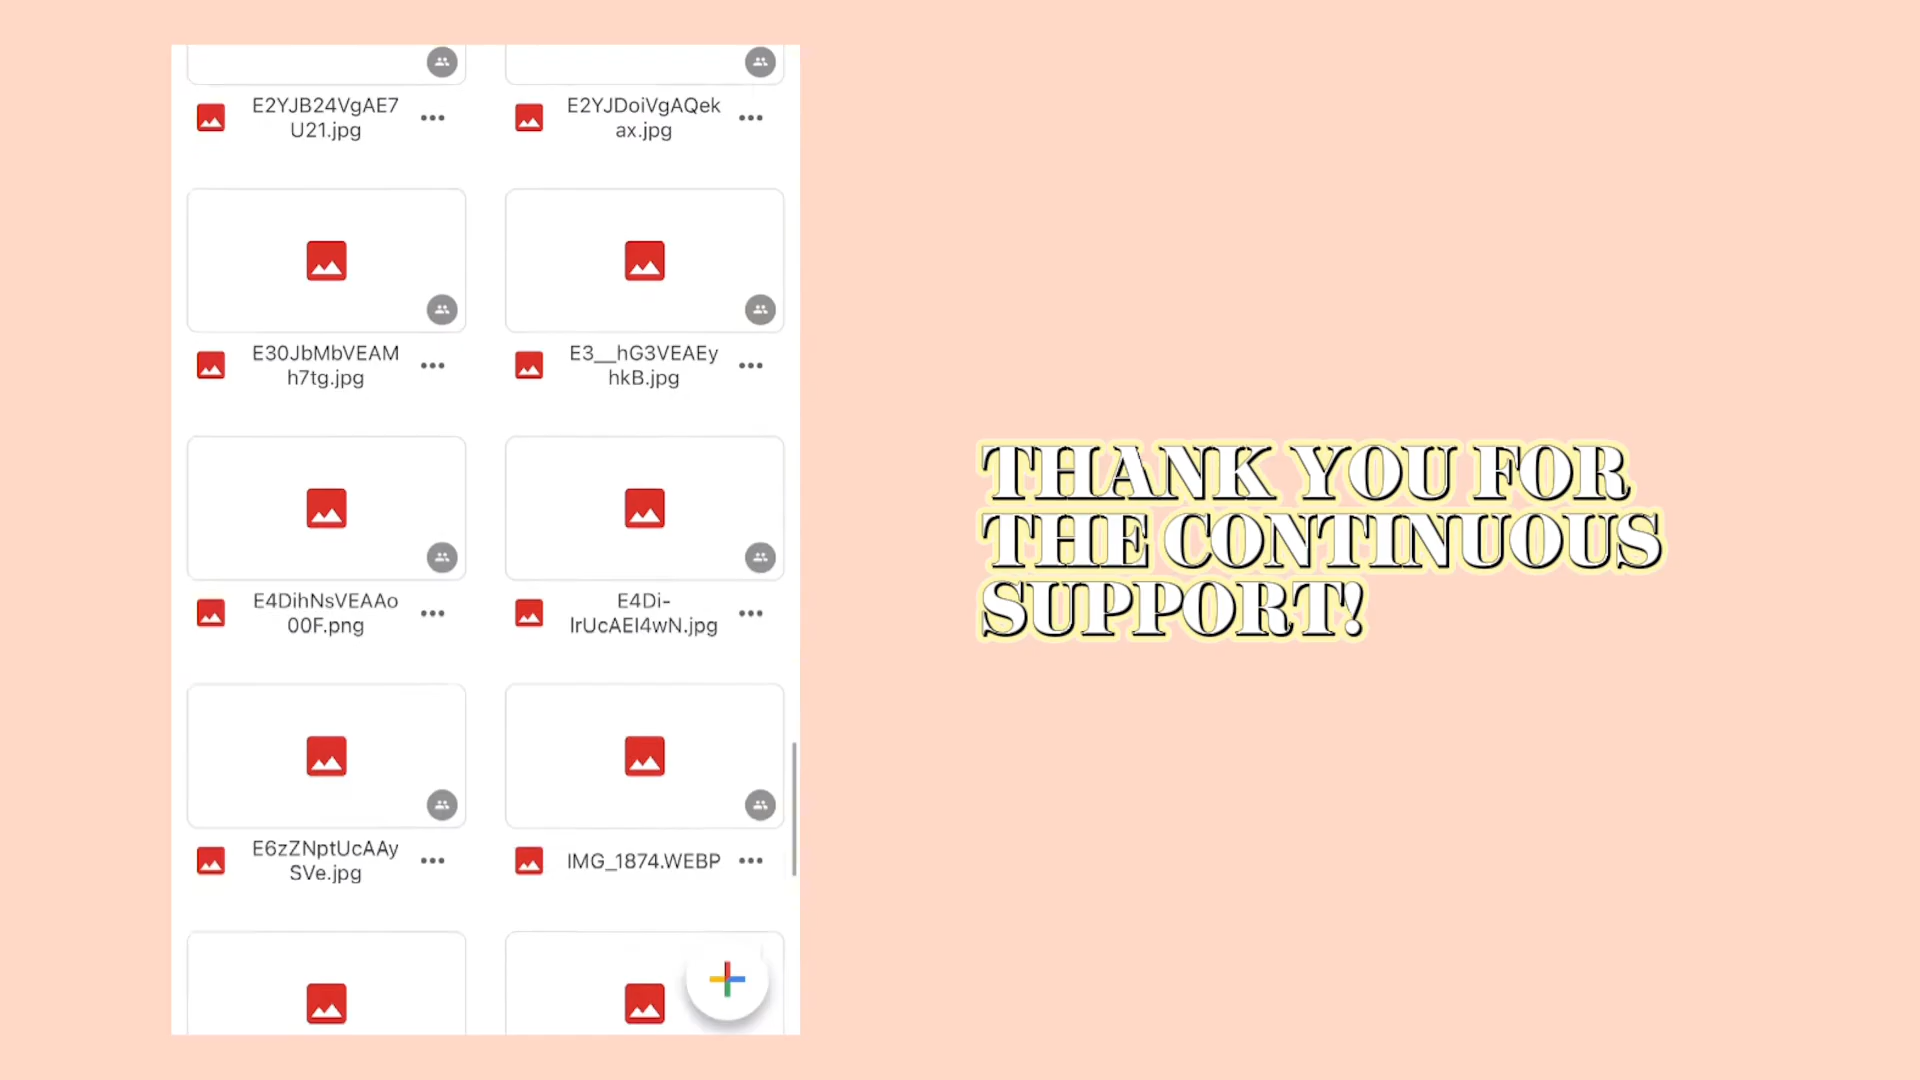 E2YJB24VgAE7
U21.jpg
E2YJDoiVgAQek
ax.jpg
E30JbMbVEAM
h7tg.jpg
E3__hG3VEAEy
hkB.jpg
E4DihNsVEAAo
00F.png
E4Di-
IrUcAEI4wN.jpg
E6zZNptUcAAy
SVe.jpg
IMG_1874.WEBP
THANK YOU FOR
THE CONTINUOUS
SUPPORT!